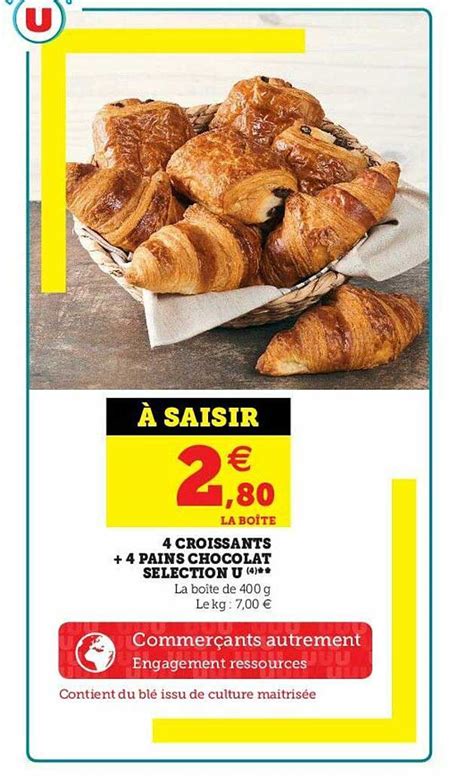 U
À SAISIR
2€,80
LA BOÎTE
4 CROISSANTS
+ 4 PAINS CHOCOLAT
SELECTION U (4)**
La boîte de 400 g
Le kg : 7,00 €
Commerçants autrement
Engagement ressources
Contient du blé issu de culture maitrisée